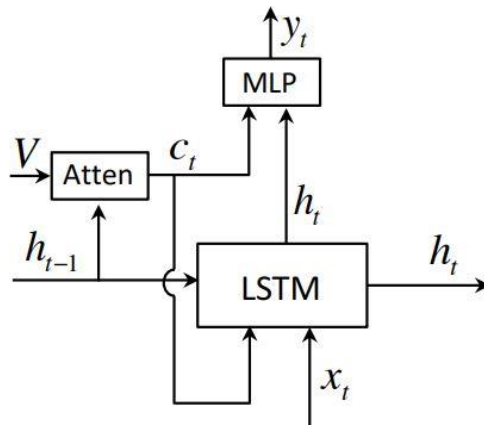 y_t
MLP
V
Atten
c_t
h_t
h_{t-1}
LSTM
h_t
x_t